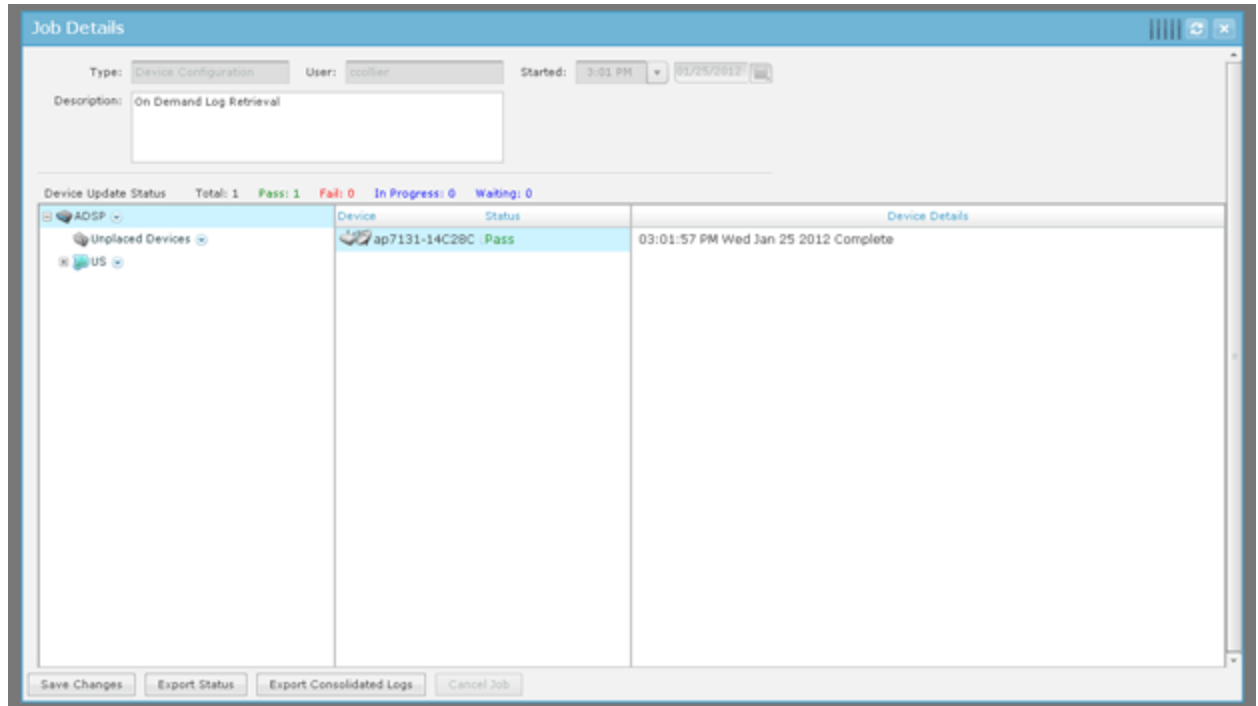 Job Details
Type: Device Configuration User: ccollier Started: 3:01 PM 01/25/2012
Description: On Demand Log Retrieval
Device Update Status Total: 1 Pass: 1 Fail: 0 In Progress: 0 Waiting: 0
ADSP Device Status Device Details
Unplaced Devices ap7131-14C28C Pass 03:01:57 PM Wed Jan 25 2012 Complete
US
Save Changes Export Status Export Consolidated Logs Cancel Job